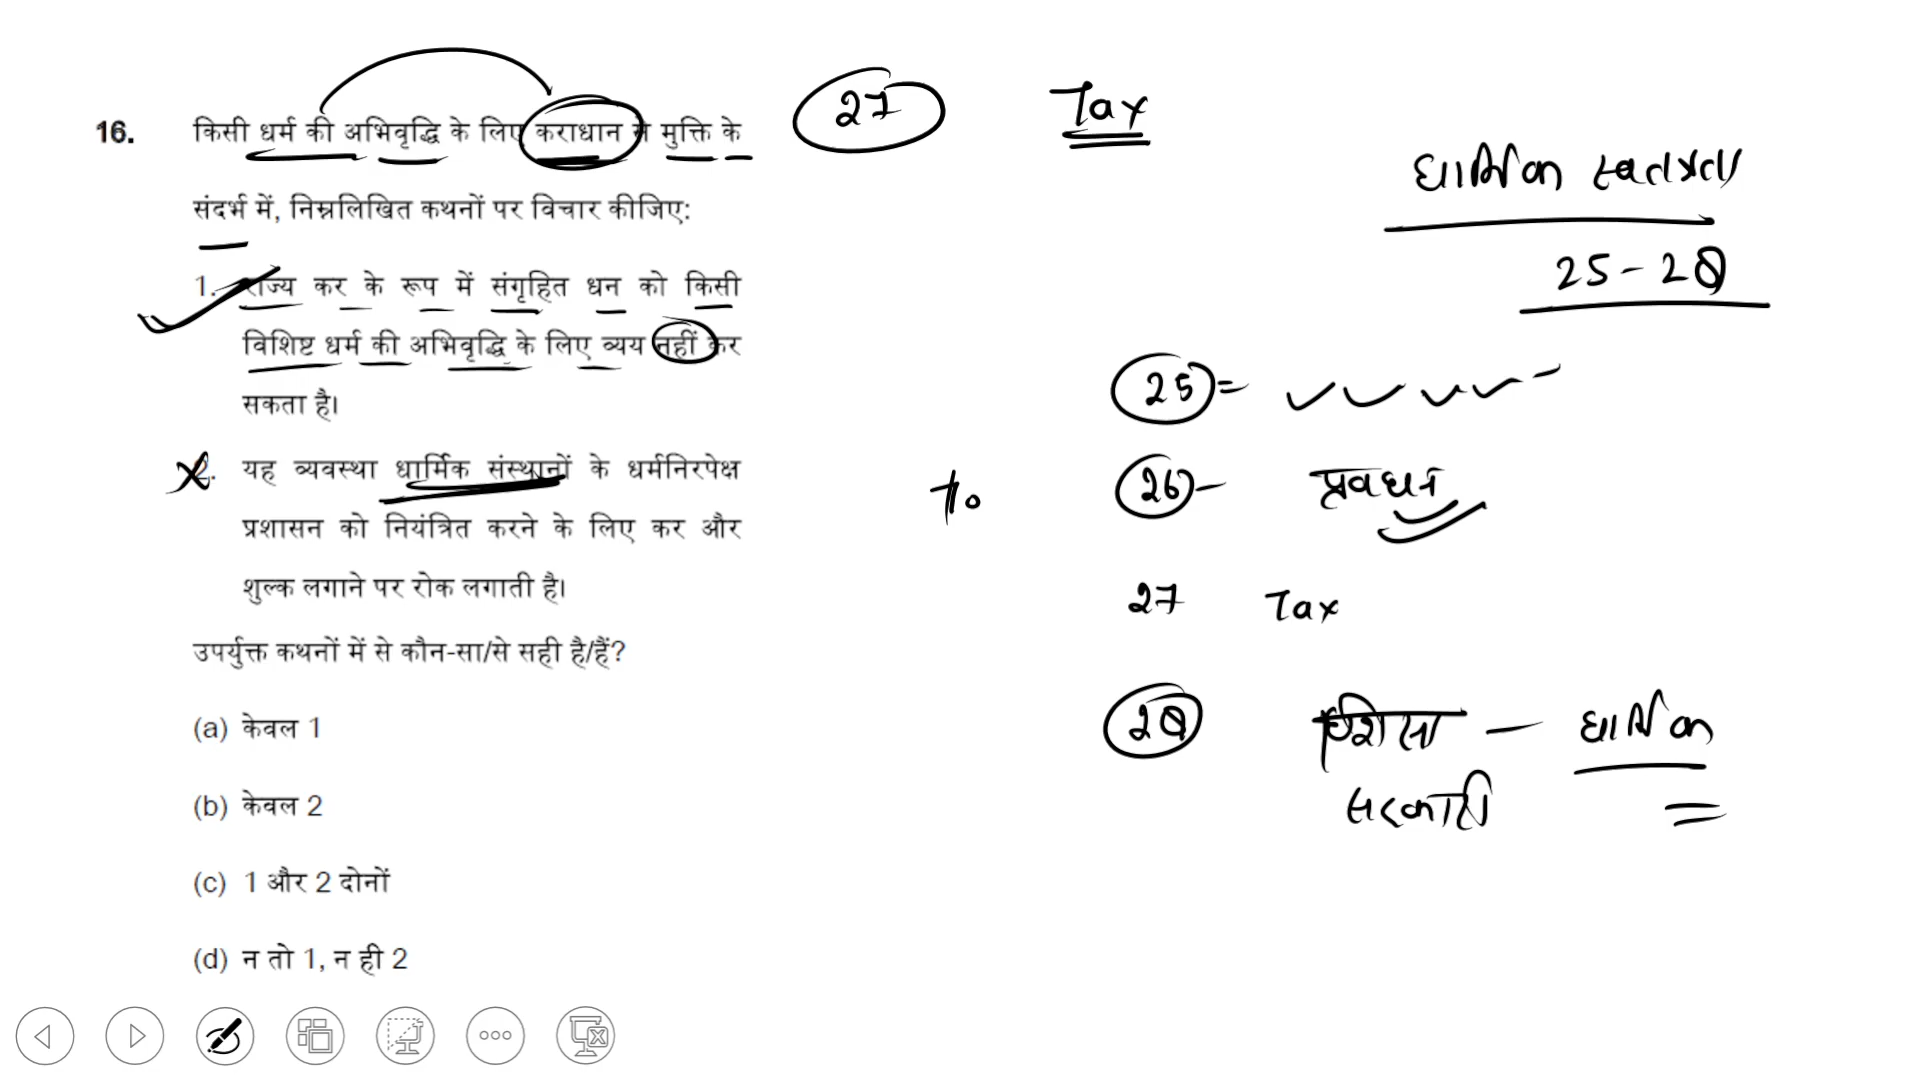 16. किसी धर्म की अभिवृद्धि के लिए कराधान से मुक्ति के
संदर्भ में, निम्नलिखित कथनों पर विचार कीजिए:
1. राज्य कर के रूप में संगृहित धन को किसी
विशिष्ट धर्म की अभिवृद्धि के लिए व्यय नहीं कर
सकता है।
2. यह व्यवस्था धार्मिक संस्थानों के धर्मनिरपेक्ष
प्रशासन को नियंत्रित करने के लिए कर और
शुल्क लगाने पर रोक लगाती है।
उपर्युक्त कथनों में से कौन-सा/से सही है/हैं?
(a) केवल 1
(b) केवल 2
(c) 1 और 2 दोनों
(d) न तो 1, न ही 2
27 Tax
धार्मिक स्वतंत्रता
25-28
25=
26- प्रवधन
27 Tax
28 - धार्मिक
सरकारी